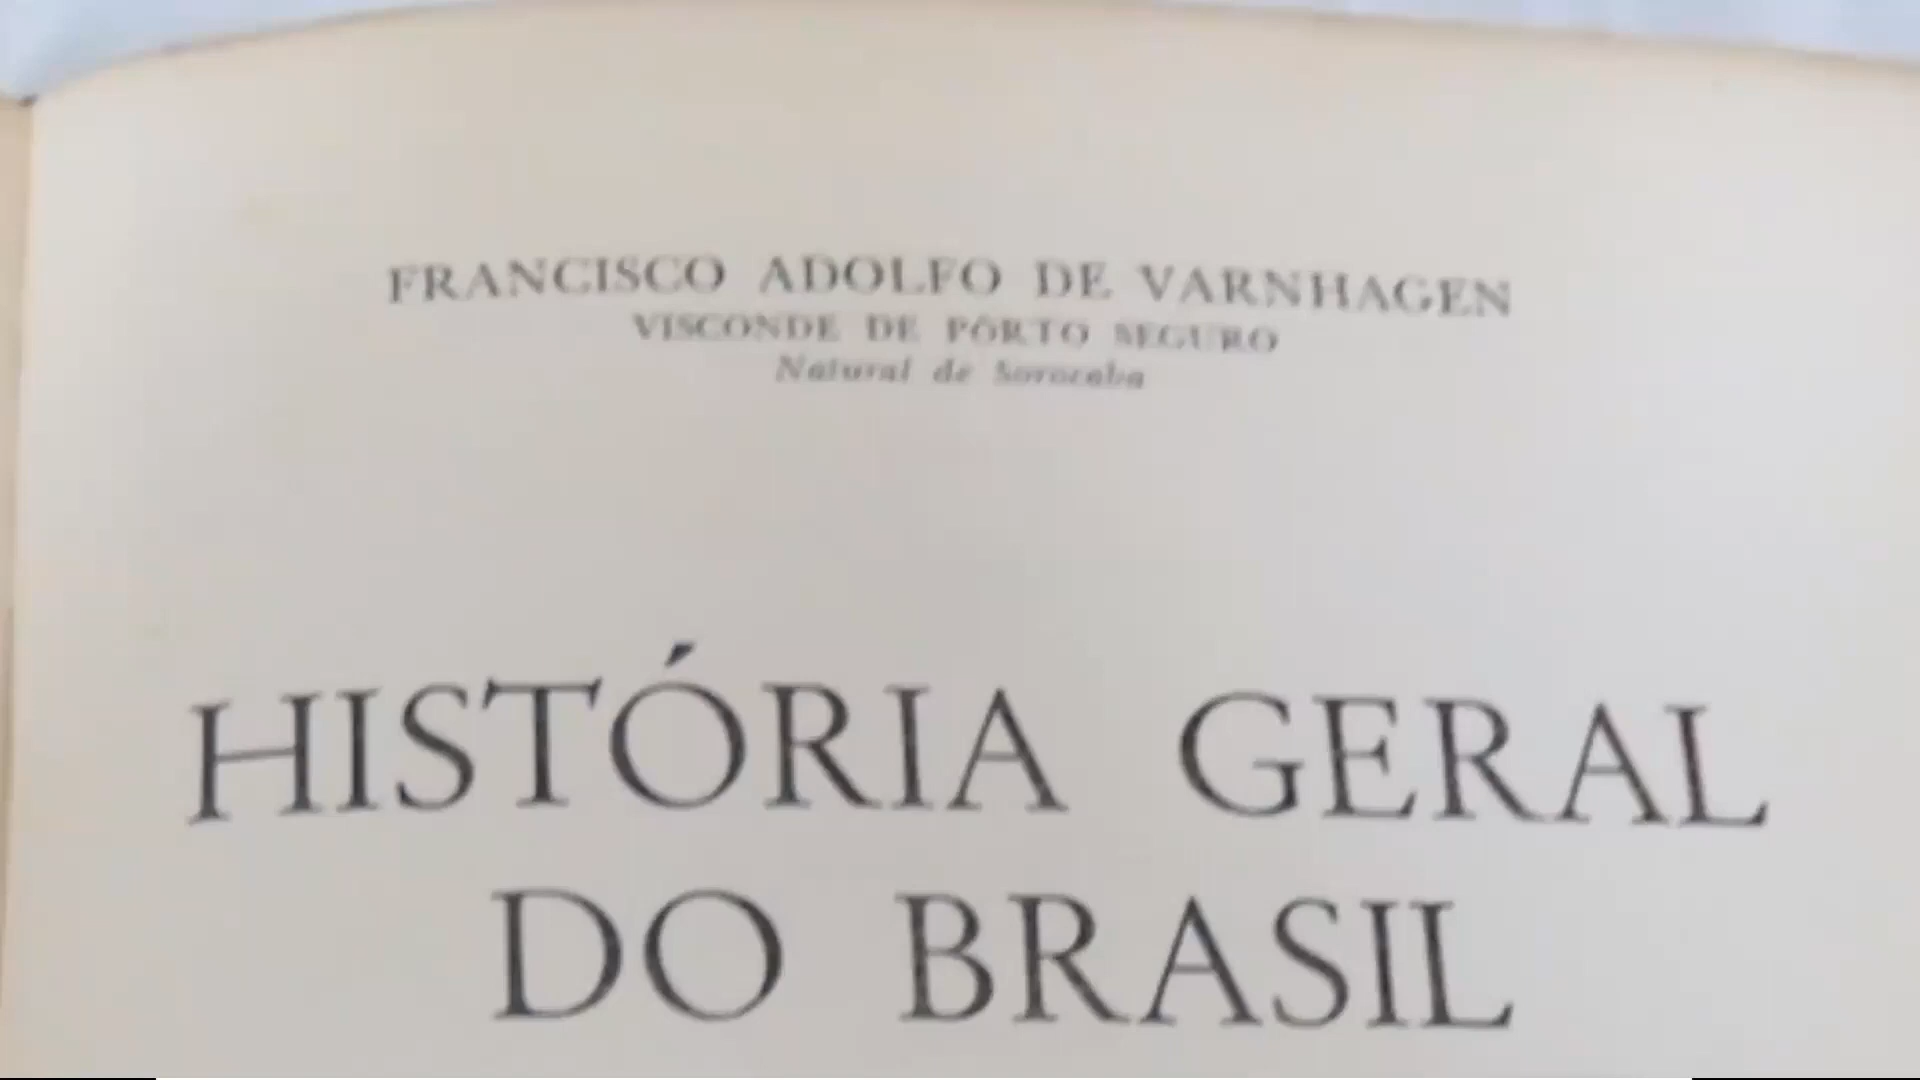 FRANCISCO ADOLFO DE VARNHAGEN
VISCONDE DE PÔRTO SEGURO
Natural de Sorocaba
HISTÓRIA GERAL
DO BRASIL